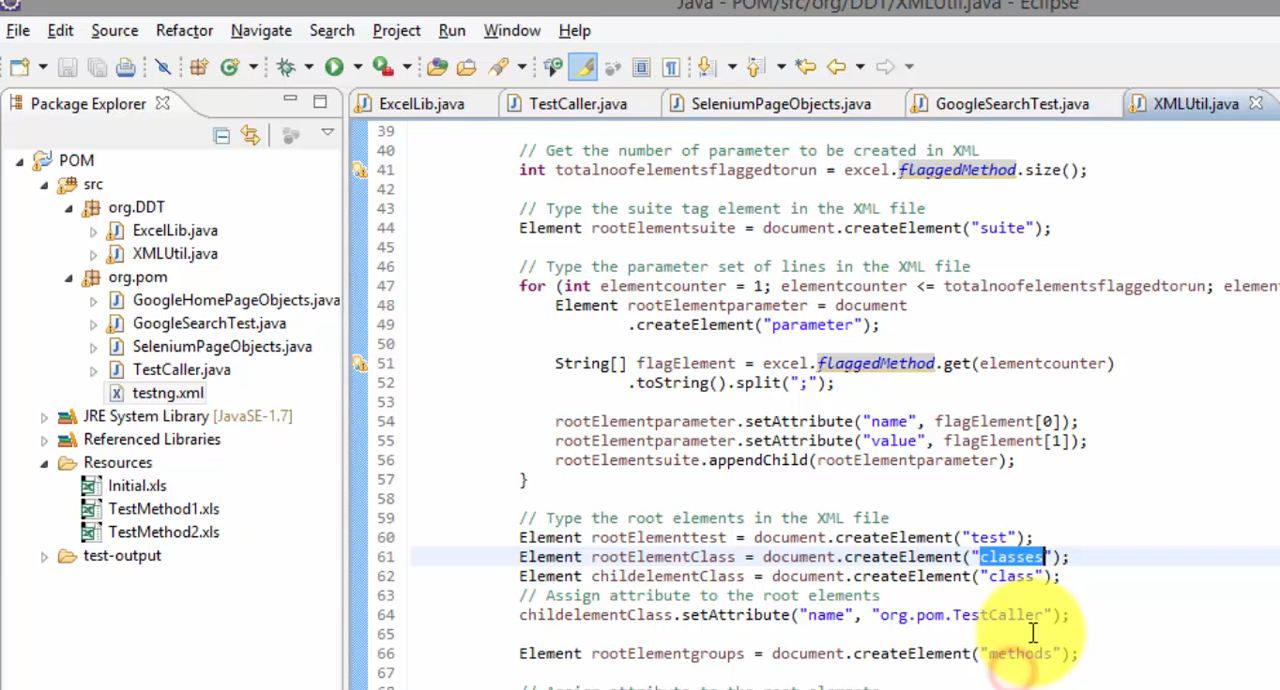 Java - POM/src/org/DDT/XMLUtil.java - Eclipse
File Edit Source Refactor Navigate Search Project Run Window Help
Package Explorer
POM
src
org.DDT
ExcelLib.java
XMLUtil.java
org.pom
GoogleHomePageObjects.java
GoogleSearchTest.java
SeleniumPageObjects.java
TestCaller.java
testng.xml
JRE System Library [JavaSE-1.7]
Referenced Libraries
Resources
Initial.xls
TestMethod1.xls
TestMethod2.xls
test-output
ExcelLib.java TestCaller.java SeleniumPageObjects.java GoogleSearchTest.java XMLUtil.java
39
40 // Get the number of parameter to be created in XML
41 int totalnoofelementsflaggedtorun = excel.flaggedMethod.size();
42
43 // Type the suite tag element in the XML file
44 Element rootElementsuite = document.createElement("suite");
45
46 // Type the parameter set of lines in the XML file
47 for (int elementcounter = 1; elementcounter <= totalnoofelementsflaggedtorun; elemen
48 Element rootElementparameter = document
49 .createElement("parameter");
50
51 String[] flagElement = excel.flaggedMethod.get(elementcounter)
52 .toString().split(";");
53
54 rootElementparameter.setAttribute("name", flagElement[0]);
55 rootElementparameter.setAttribute("value", flagElement[1]);
56 rootElementsuite.appendChild(rootElementparameter);
57 }
58
59 // Type the root elements in the XML file
60 Element rootElementtest = document.createElement("test");
61 Element rootElementClass = document.createElement("classes");
62 Element childelementClass = document.createElement("class");
63 // Assign attribute to the root elements
64 childelementClass.setAttribute("name", "org.pom.TestCaller");
65
66 Element rootElementgroups = document.createElement("methods");
67
// Assign attribute to the root elements